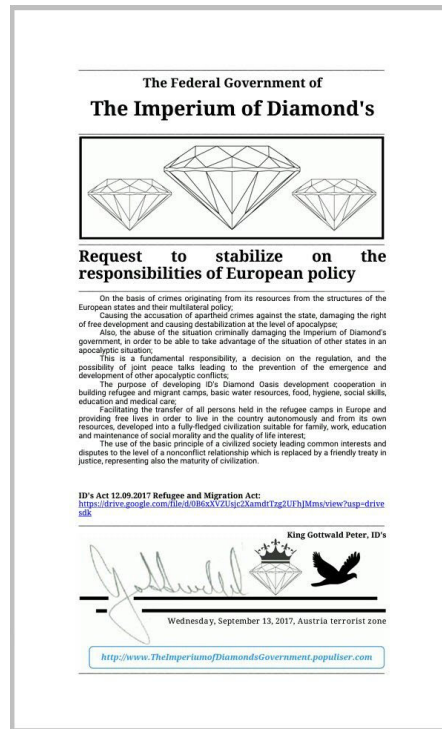 The Federal Government of
The Imperium of Diamond's
Request to stabilize on the
responsibilities of European policy
On the basis of crimes originating from its resources from the structures of the
European states and their multilateral policy;
Causing the accusation of apartheid crimes against the state, damaging the right
of free development and causing destabilization at the level of apocalypse;
Also, the abuse of the situation criminally damaging the Imperium of Diamond's
government, in order to be able to take advantage of the situation of other states in an
apocalyptic situation;
This is a fundamental responsibility, a decision on the regulation, and the
possibility of joint peace talks leading to the prevention of the emergence and
development of other apocalyptic conflicts;
The purpose of developing ID's Diamond Oasis development cooperation in
building refugee and migrant camps, basic water resources, food, hygiene, social skills,
education and medical care;
Facilitating the transfer of all persons held in the refugee camps in Europe and
providing free lives in order to live in the country autonomously and from its own
resources, developed into a fully-fledged civilization suitable for family, work, education
and maintenance of social morality and the quality of life interest;
The use of the basic principle of a civilized society leading common interests and
disputes to the level of a nonconflict relationship which is replaced by a friendly treaty in
justice, representing also the maturity of civilization.
ID's Act 12.09.2017 Refugee and Migration Act:
https://drive.google.com/file/d/0B6xXVZUsjc2XamdtTzg2UFhJMms/view?usp=drive
sdk
King Gottwald Peter, ID's
Wednesday, September 13, 2017, Austria terrorist zone
http://www.TheImperiumofDiamondsGovernment.populiser.com